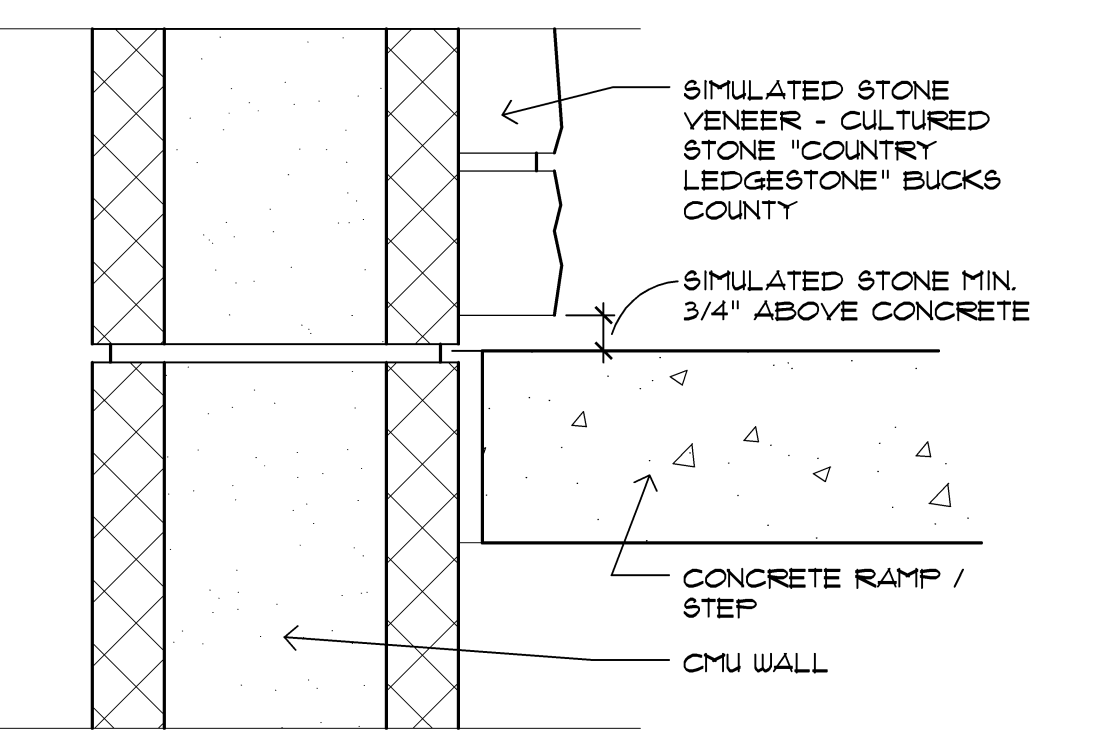 SIMULATED STONE
VENEER - CULTURED
STONE "COUNTRY
LEDGESTONE" BUCKS
COUNTY
SIMULATED STONE MIN.
3/4" ABOVE CONCRETE
CONCRETE RAMP /
STEP
CMU WALL